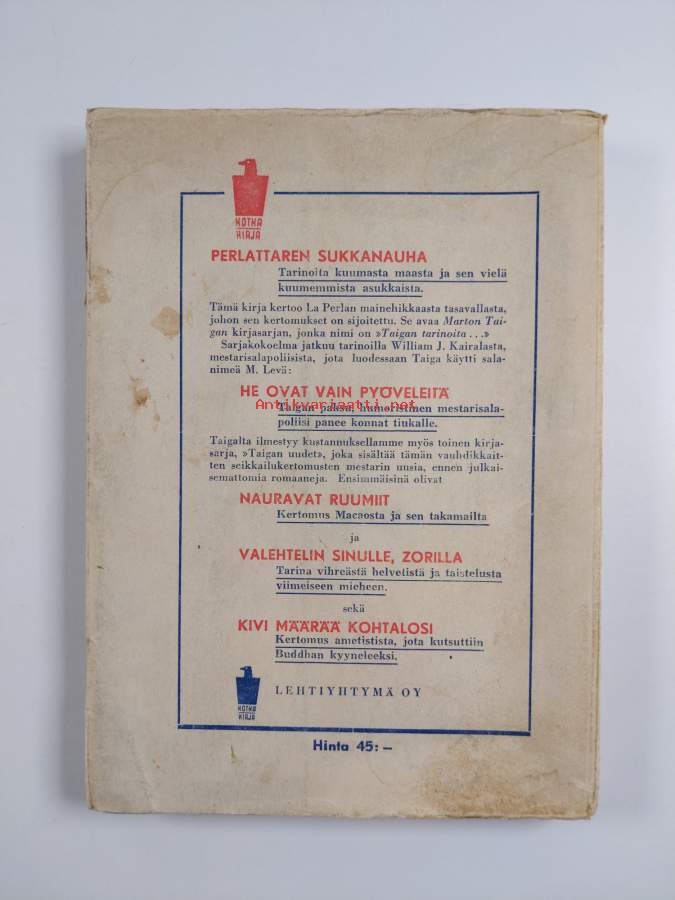 KOTKA
KIRJA
PERLATTAREN SUKKANAUHA
Tarinoita kuumasta maasta ja sen vielä
kuumemmista asukkaista.
Tämä kirja kertoo La Perlan mainehikkaasta tasavallasta,
johon sen kertomukset on sijoitettu. Se avaa Marton Tai-
gan kirjasarjan, jonka nimi on »Taigan tarinoita . . .»
Sarjakokoelma jatkuu tarinoilla William J. Kairalasta,
mestarisalapoliisista, jota luodessaan Taiga käytti sala-
nimeä M. Levä:
HE OVAT VAIN PYÖVELEITÄ
Antikvariaatti.net
Taigan paksu, humoristinen mestarisala-
poliisi panee konnat tiukalle.
Taigalta ilmestyy kustannuksellamme myös toinen kirja-
sarja, »Taigan uudet», joka sisältää tämän vauhdikkait-
ten seikkailukertomusten mestarin uusia, ennen julkai-
semattomia romaaneja. Ensimmäisinä olivat
NAURAVAT RUUMIIT
Kertomus Macaosta ja sen takamailta
ja
VALEHTELIN SINULLE, ZORILLA
Tarina vihreästä helvetistä ja taistelusta
viimeiseen mieheen.
sekä
KIVI MÄÄRÄÄ KOHTALOSI
Kertomus ametistista, jota kutsuttiin
Buddhan kyyneleeksi.
KOTKA
KIRJA
LEHTIYHTYMÄ OY
Hinta 45: —